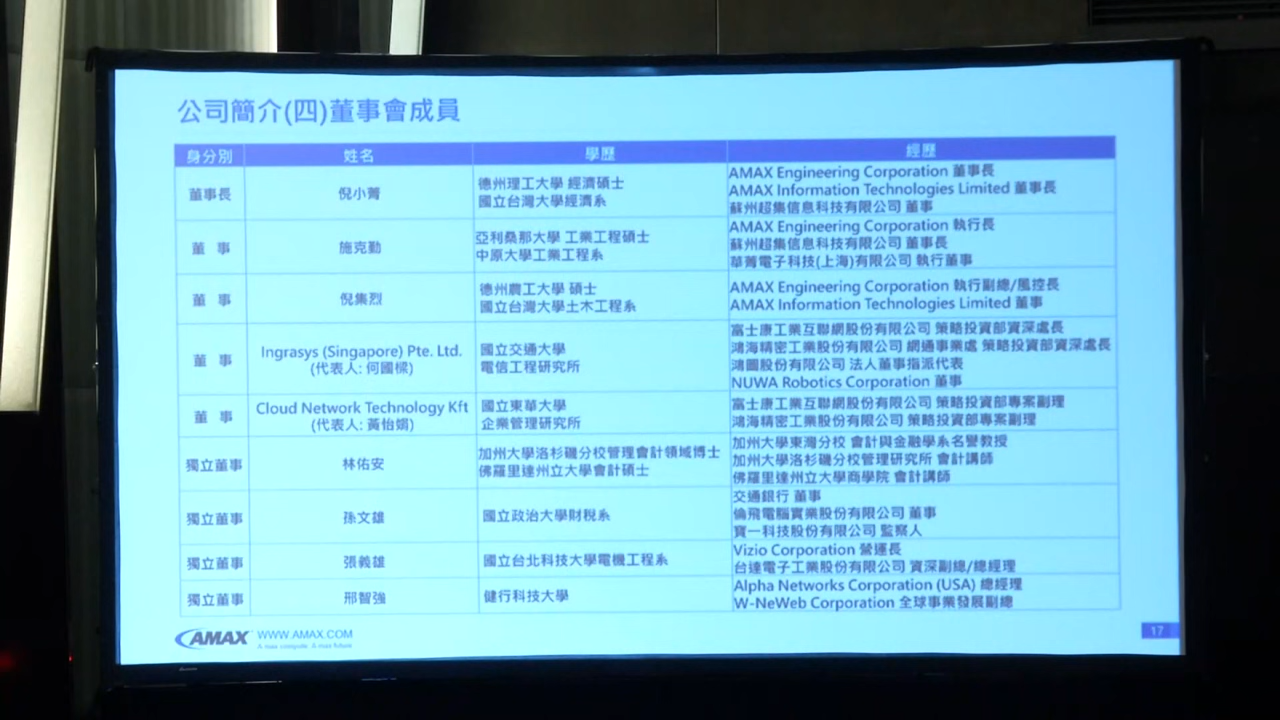 公司簡介(四)董事會成員
身分別 姓名 學歷 經歷
董事長 倪小菁 德州理工大學 經濟碩士
國立台灣大學經濟系
AMAX Engineering Corporation 董事長
AMAX Information Technologies Limited 董事長
蘇州超集信息科技有限公司 董事
董 事 施克勤 亞利桑那大學 工業工程碩士
中原大學工業工程系
AMAX Engineering Corporation 執行長
蘇州超集信息科技有限公司 董事長
華菁電子科技(上海)有限公司 執行董事
董 事 倪集烈 德州農工大學 碩士
國立台灣大學土木工程系
AMAX Engineering Corporation 執行副總/風控長
AMAX Information Technologies Limited 董事
董 事 Ingrasys (Singapore) Pte. Ltd.
(代表人: 何國樑)
國立交通大學
電信工程研究所
富士康工業互聯網股份有限公司 策略投資部資深處長
鴻海精密工業股份有限公司 網通事業處 策略投資部資深處長
鴻圖股份有限公司 法人董事指派代表
NUWA Robotics Corporation 董事
董 事 Cloud Network Technology Kft
(代表人: 黃怡娟)
國立東華大學
企業管理研究所
富士康工業互聯網股份有限公司 策略投資部專案副理
鴻海精密工業股份有限公司 策略投資部專案副理
獨立董事 林佑安 加州大學洛杉磯分校管理會計領域博士
佛羅里達州立大學會計碩士
加州大學東灣分校 會計與金融學系名譽教授
加州大學洛杉磯分校管理研究所 會計講師
佛羅里達州立大學商學院 會計講師
獨立董事 孫文雄 國立政治大學財稅系
交通銀行 董事
倫飛電腦實業股份有限公司 董事
寶一科技股份有限公司 監察人
獨立董事 張義雄 國立台北科技大學電機工程系
Vizio Corporation 營運長
台達電子工業股份有限公司 資深副總/總經理
獨立董事 邢智強 健行科技大學
Alpha Networks Corporation (USA) 總經理
W-NeWeb Corporation 全球事業發展副總
AMAX WWW.AMAX.COM
A max compute. A max future.
17